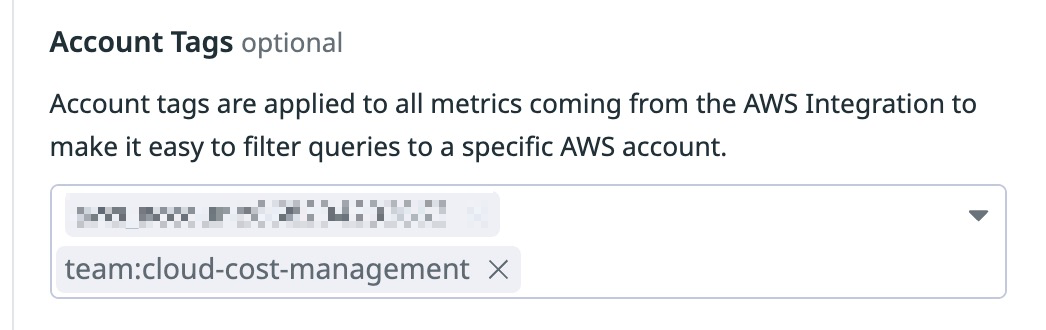 Account Tags optional
Account tags are applied to all metrics coming from the AWS Integration to
make it easy to filter queries to a specific AWS account.
team:cloud-cost-management